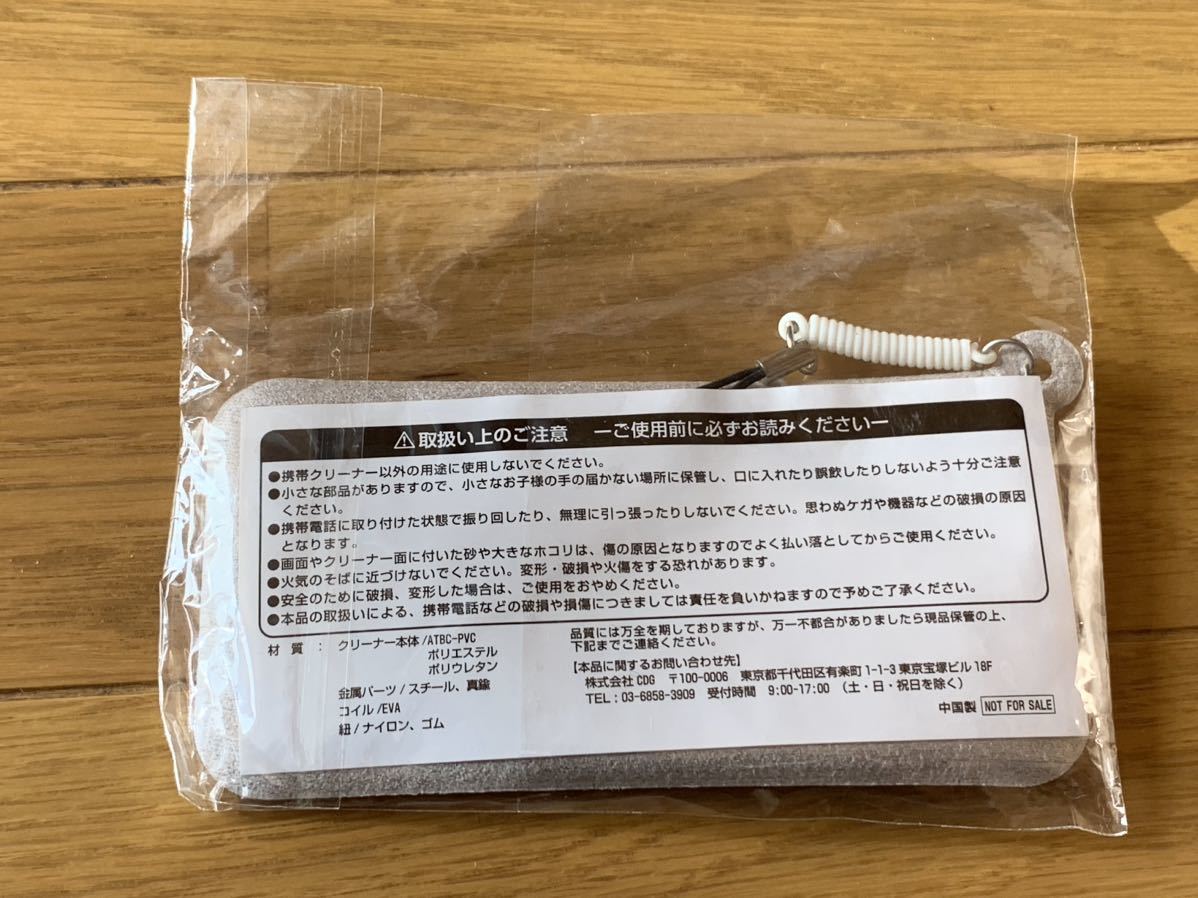 ⚠取扱い上のご注意　ーご使用前に必ずお読みくださいー
●携帯クリーナー以外の用途に使用しないでください。
●小さな部品がありますので、小さなお子様の手の届かない場所に保管し、口に入れたり誤飲したりしないよう十分ご注意
ください。
●携帯電話に取り付けた状態で振り回したり、無理に引っ張ったりしないでください。思わぬケガや機器などの破損の原因
となります。
●画面やクリーナー面に付いた砂や大きなホコリは、傷の原因となりますのでよく払い落としてからご使用ください。
●火気のそばに近づけないでください。変形・破損や火傷をする恐れがあります。
●安全のために破損、変形した場合は、ご使用をおやめください。
●本品の取扱いによる、携帯電話などの破損や損傷につきましては責任を負いかねますので予めご了承ください。
材質：クリーナー本体/ATBC-PVC
ポリエステル
ポリウレタン
金属パーツ/スチール、真鍮
コイル/EVA
紐/ナイロン、ゴム
品質には万全を期しておりますが、万一不都合がありましたら現品保管の上、
下記までご連絡ください。
【本品に関するお問い合わせ先】
株式会社 CDG　〒100-0006　東京都千代田区有楽町 1-1-3 東京宝塚ビル 18F
TEL：03-6858-3909　受付時間　9:00-17:00（土・日・祝日を除く）
中国製 NOT FOR SALE